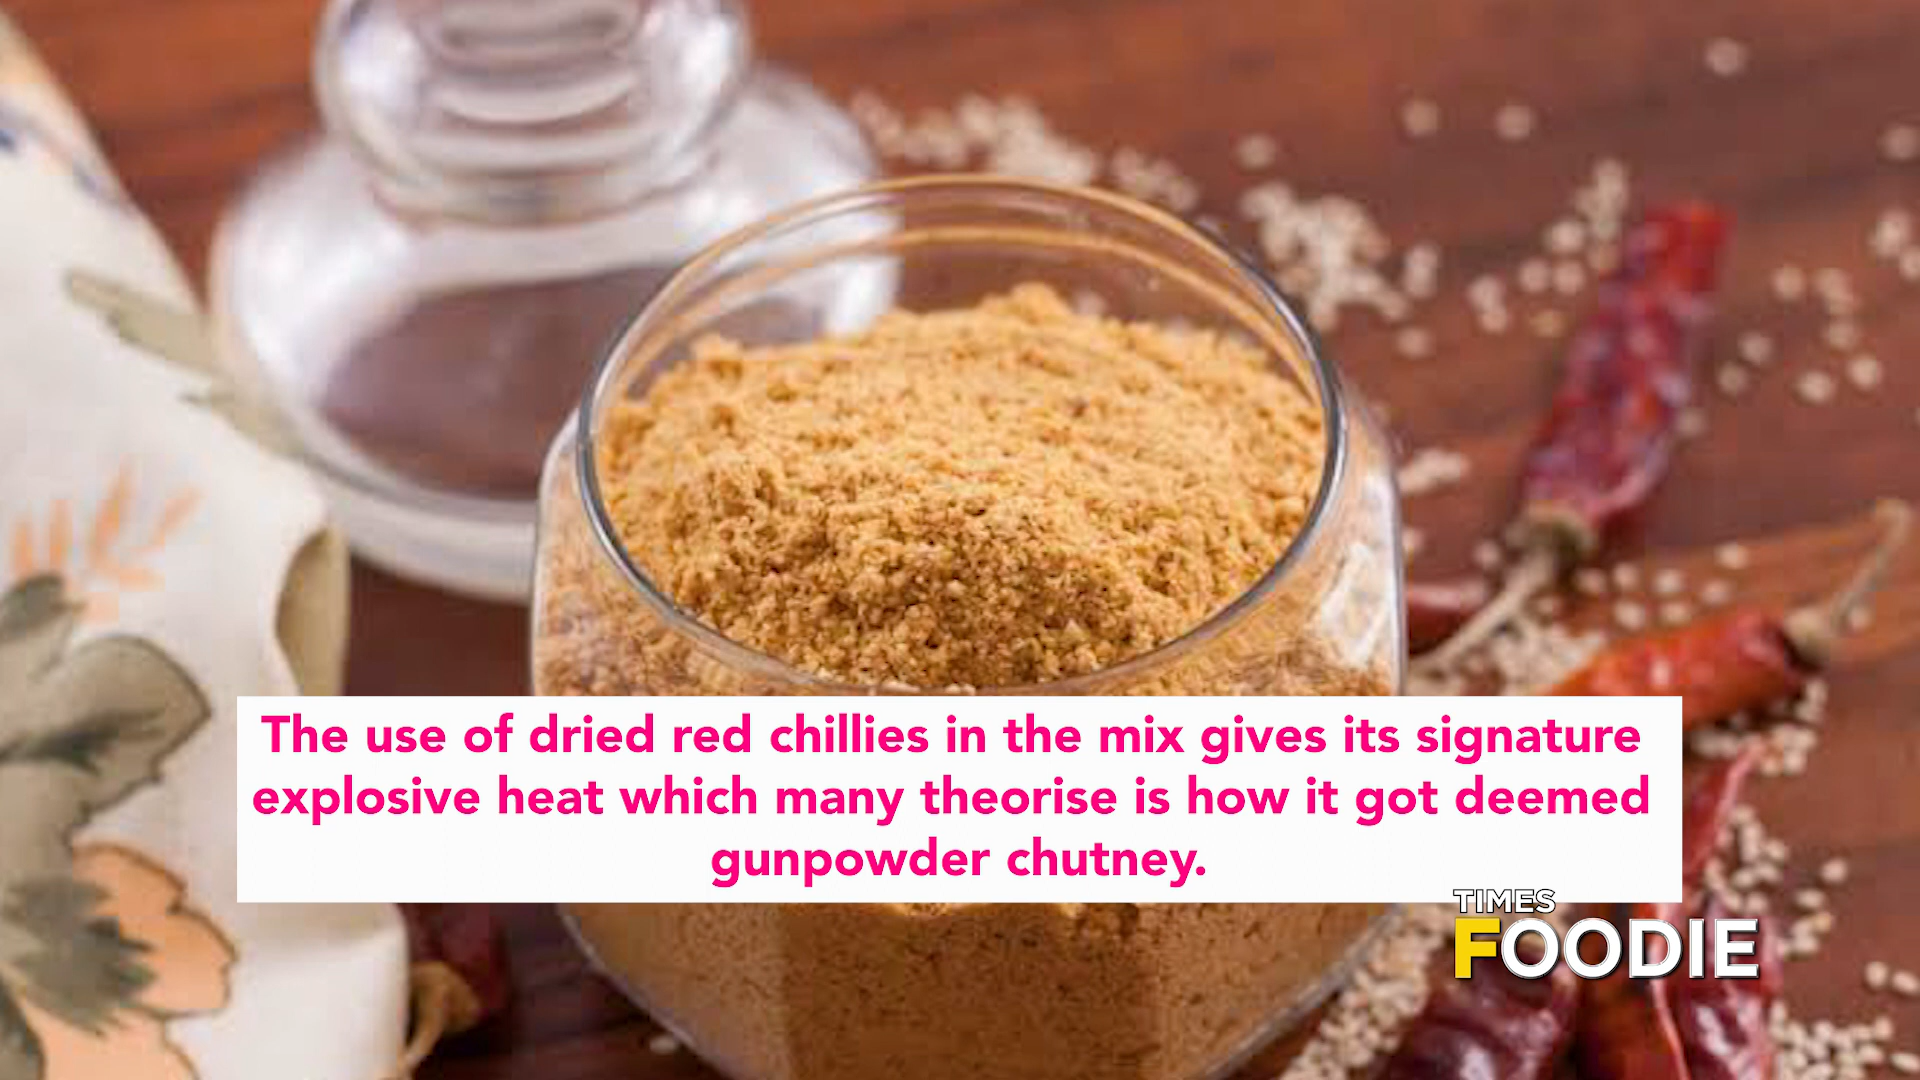 The use of dried red chillies in the mix gives its signature
explosive heat which many theorise is how it got deemed
gunpowder chutney.
TIMES
FOODIE